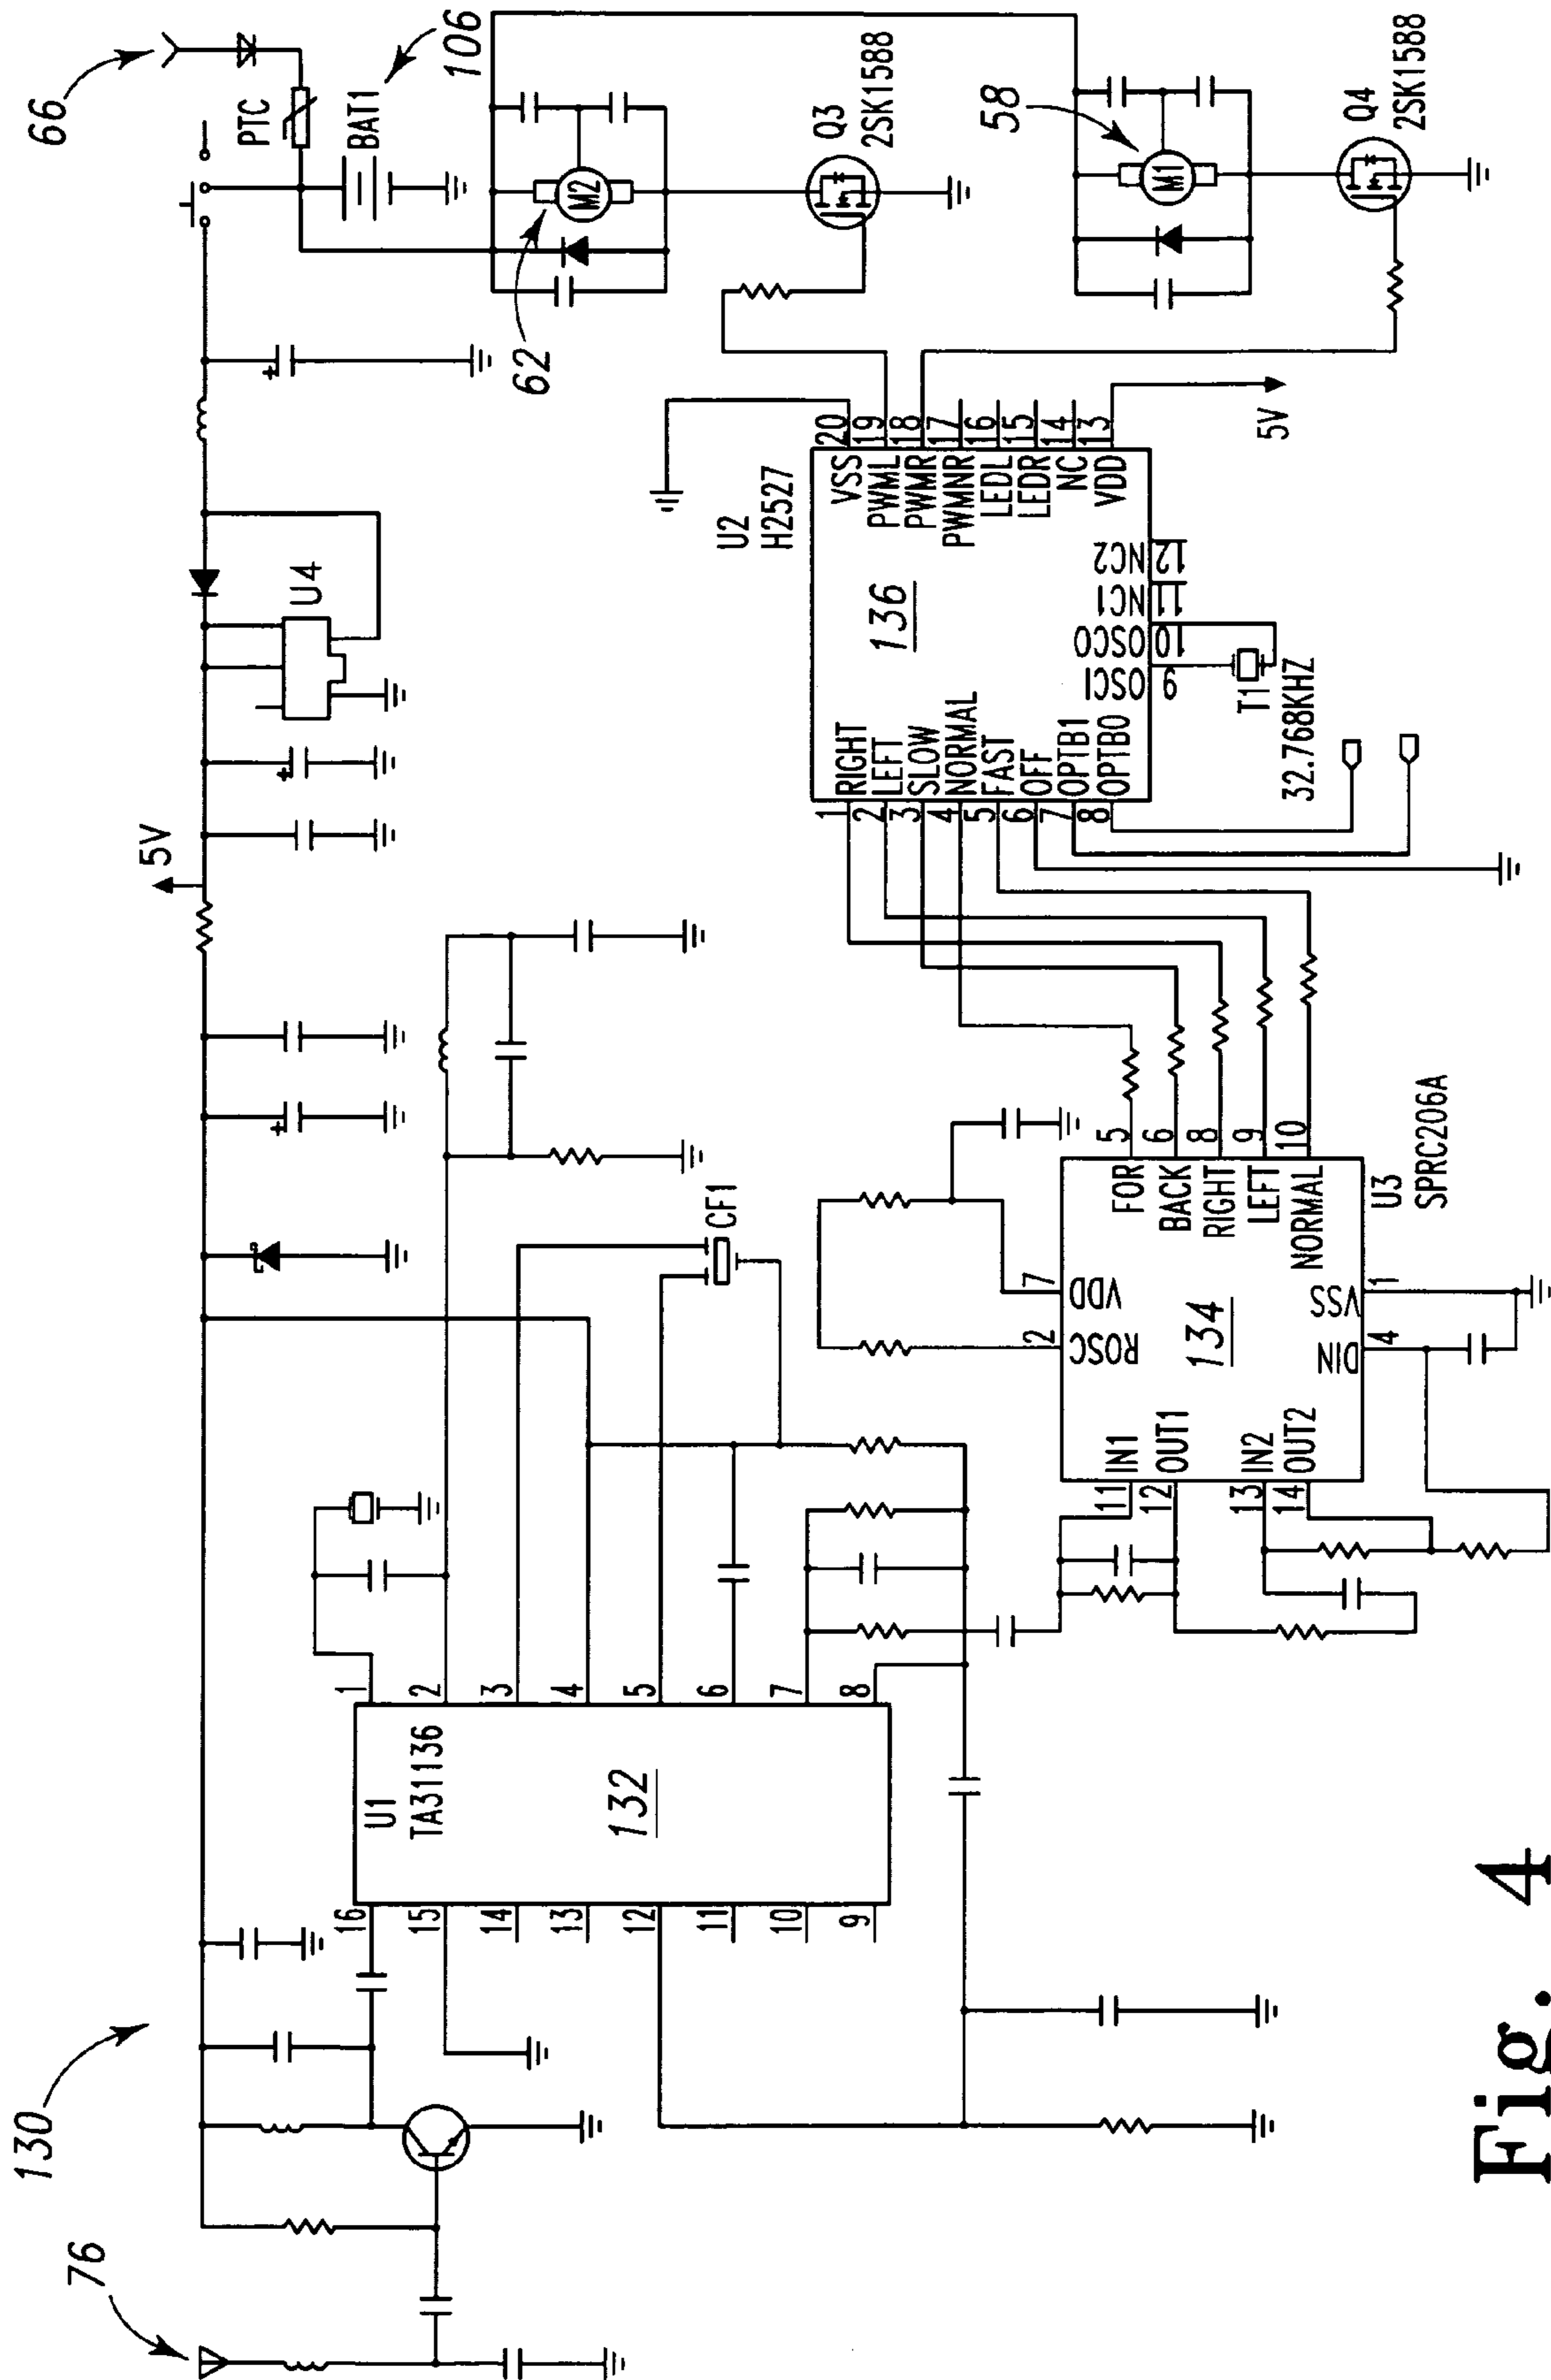 66
PTC
BAT1
106
130
76
5V
U4
62
M2
Q3
2SK1588
58
M1
Q4
2SK1588
U1
TA31136
132
16
15
14
13
12
11
10
9
1
2
3
4
5
6
7
8
CF1
U2
H2527
136
1 RIGHT
2 LEFT
3 SLOW
4 NORMAL
5 FAST
6 OFF
7 OPTB1
8 OPTB0
VSS 20
PWML 19
PWMR 18
PWMNR 17
LEDL 16
LEDR 15
NC 14
VDD 13
OSCI 9
OSCO 10
NC1 11
NC2 12
5V
T1
32.768KHZ
134
ROSC 2
VDD 7
FOR 5
BACK 6
RIGHT 8
LEFT 9
NORMAL 10
11 IN1
12 OUT1
13 IN2
14 OUT2
DIN 4
VSS 1
U3
SPRC206A
Fig. 4